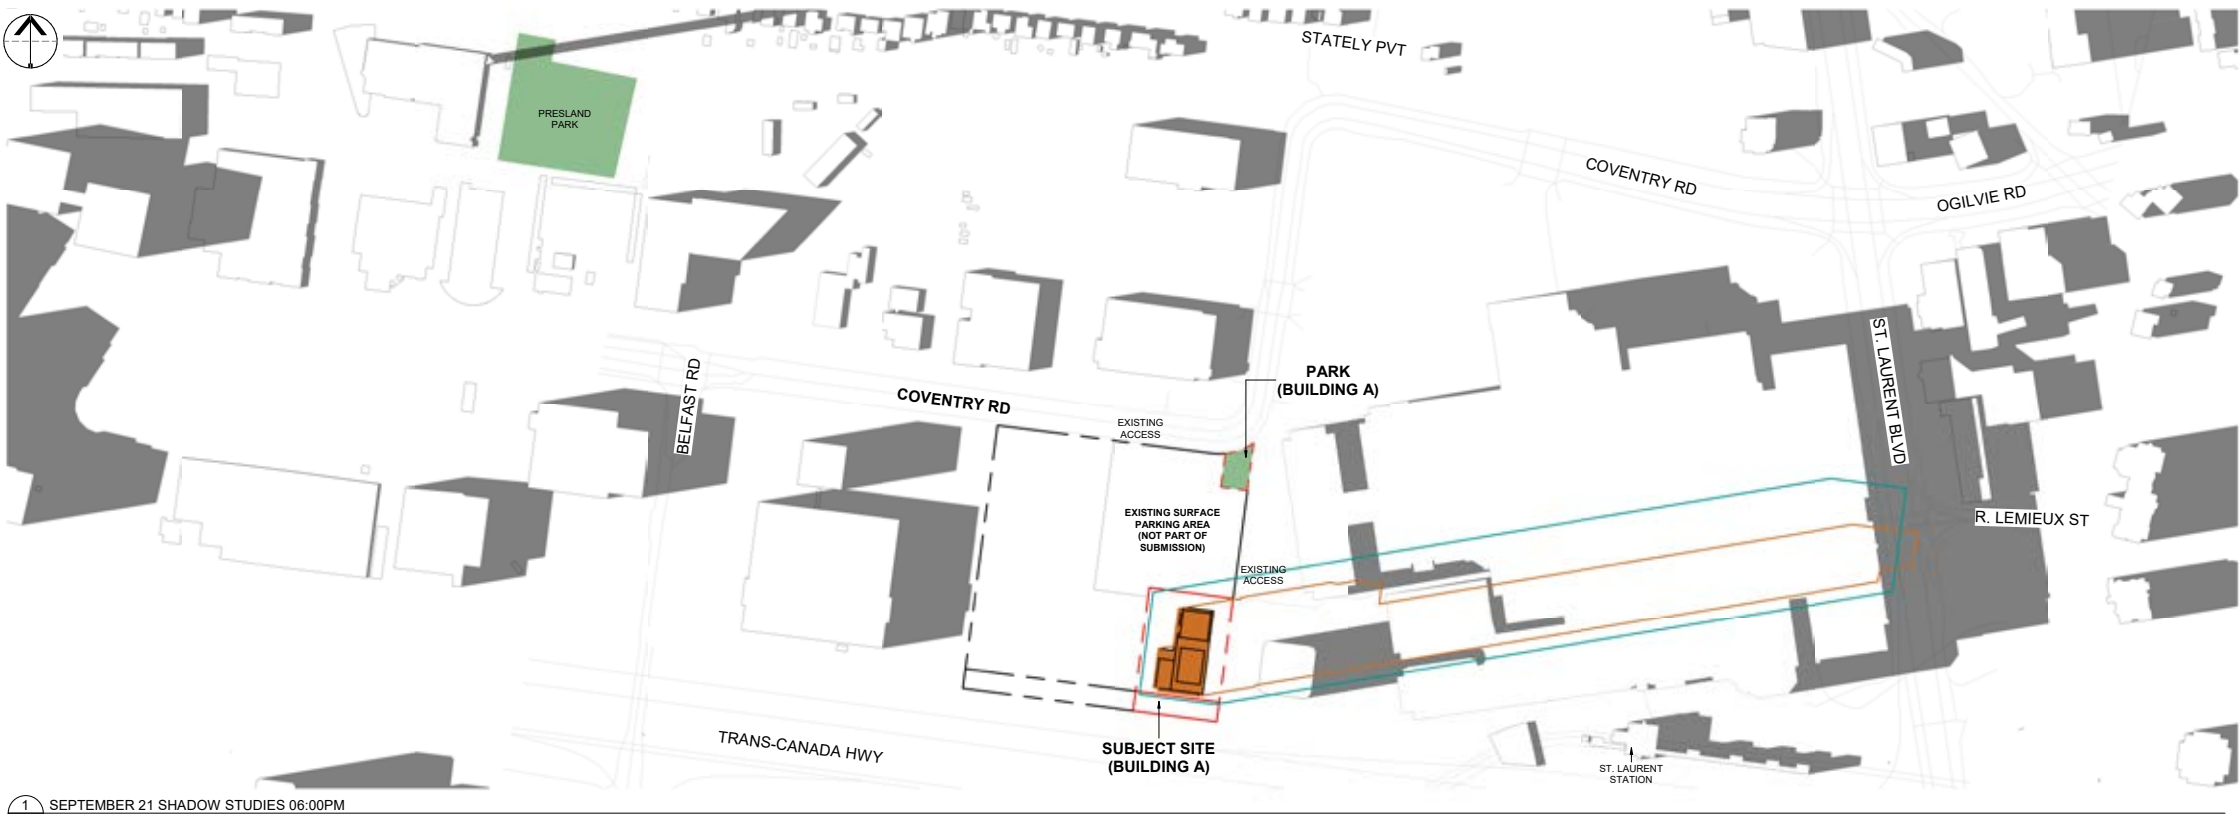 STATELY PVT
PRESLAND
PARK
COVENTRY RD
OGILVIE RD
ST. LAURENT BLVD
BELFAST RD
PARK
(BUILDING A)
COVENTRY RD
EXISTING
ACCESS
EXISTING SURFACE
PARKING AREA
(NOT PART OF
SUBMISSION)
R. LEMIEUX ST
EXISTING
ACCESS
TRANS-CANADA HWY
SUBJECT SITE
(BUILDING A)
ST. LAURENT
STATION
1 SEPTEMBER 21 SHADOW STUDIES 06:00PM